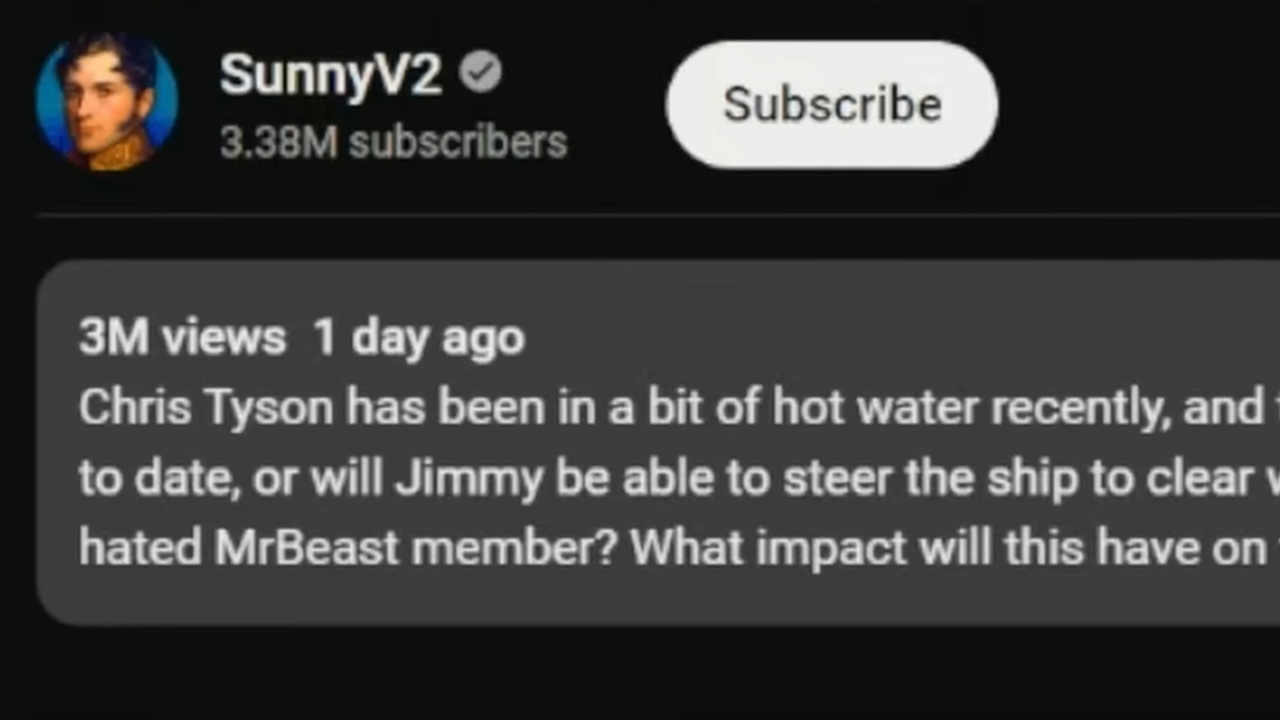 SunnyV2
3.38M subscribers
Subscribe
3M views 1 day ago
Chris Tyson has been in a bit of hot water recently, and
to date, or will Jimmy be able to steer the ship to clear
hated MrBeast member? What impact will this have on